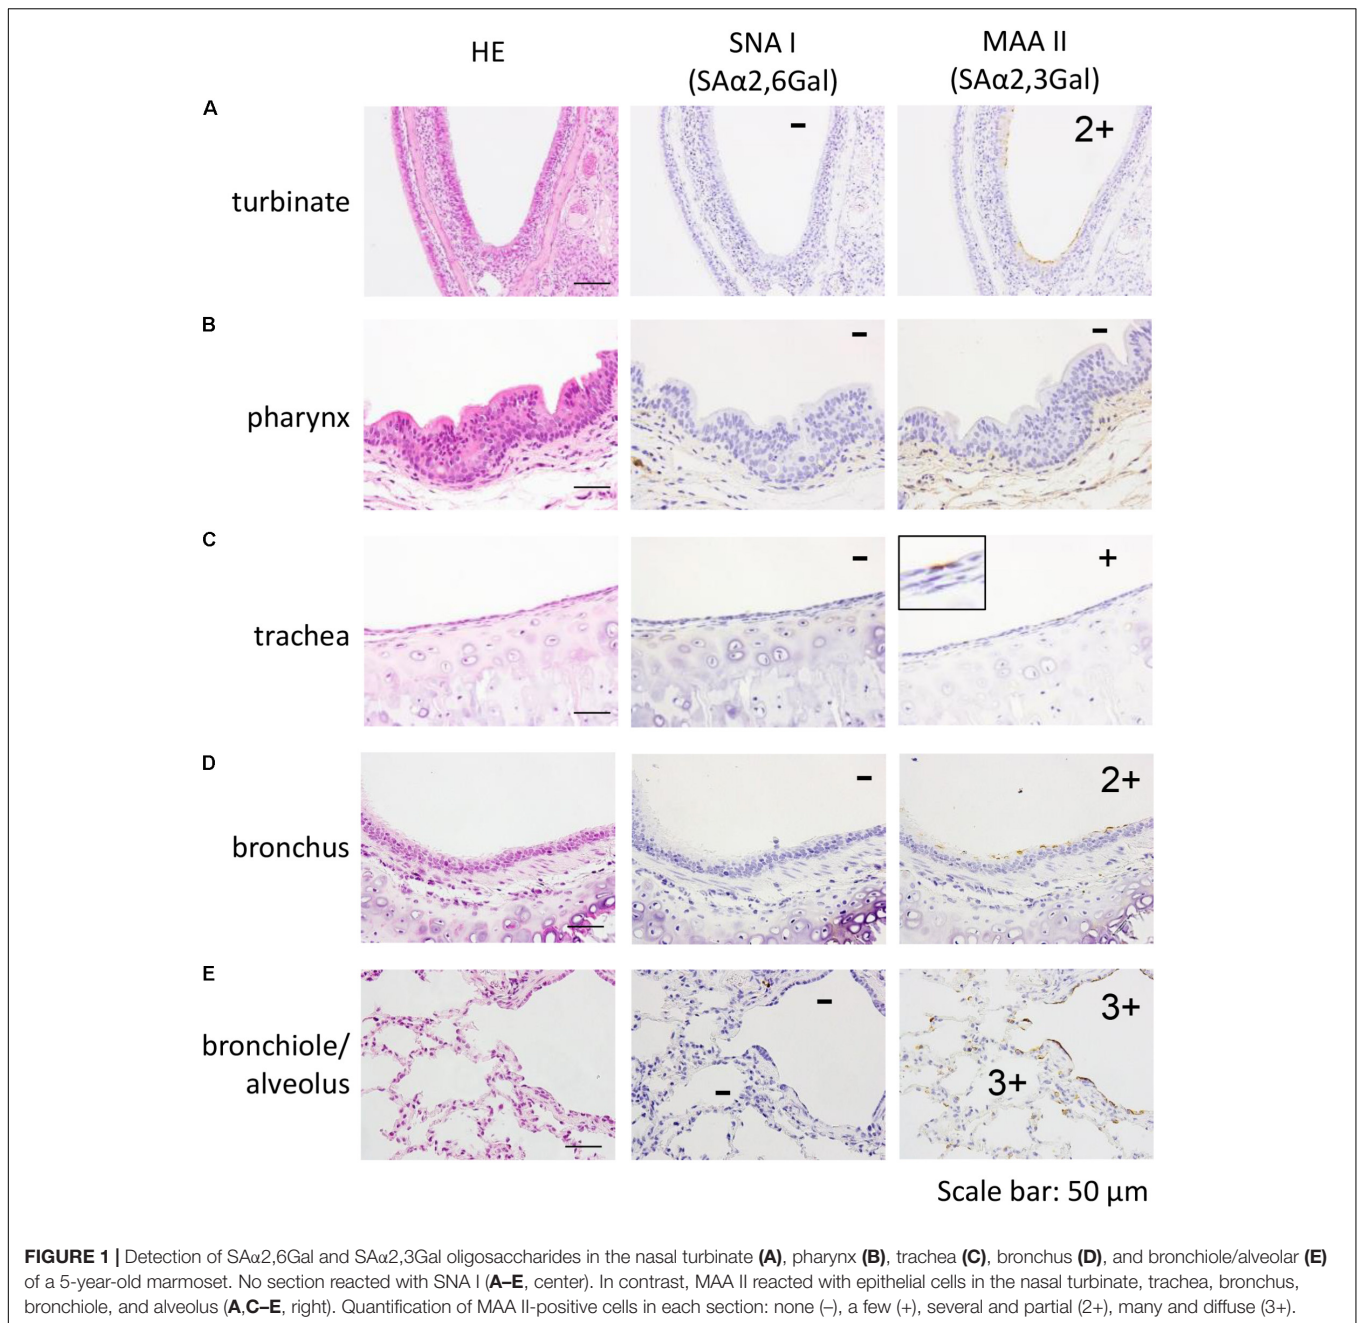 HE
SNA I
(SAα2,6Gal)
MAA II
(SAα2,3Gal)
A
turbinate
–
2+
B
pharynx
–
–
C
trachea
–
+
D
bronchus
–
2+
E
bronchiole/
alveolus
–
–
3+
3+
Scale bar: 50 µm
FIGURE 1 | Detection of SAα2,6Gal and SAα2,3Gal oligosaccharides in the nasal turbinate (A), pharynx (B), trachea (C), bronchus (D), and bronchiole/alveolar (E)
of a 5-year-old marmoset. No section reacted with SNA I (A–E, center). In contrast, MAA II reacted with epithelial cells in the nasal turbinate, trachea, bronchus,
bronchiole, and alveolus (A,C–E, right). Quantification of MAA II-positive cells in each section: none (–), a few (+), several and partial (2+), many and diffuse (3+).